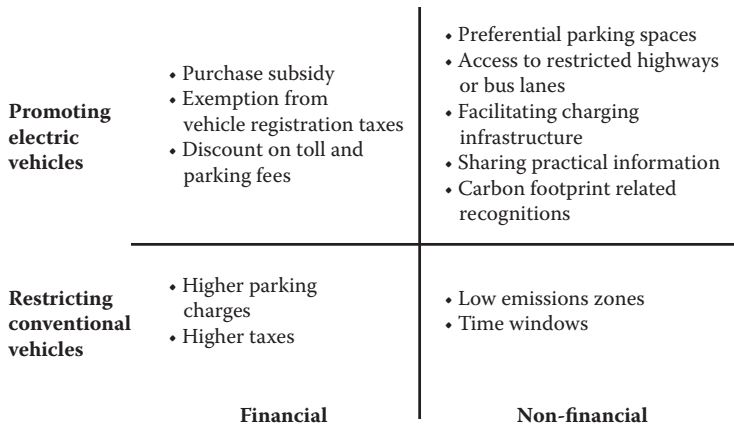 Promoting
electric
vehicles
• Purchase subsidy
• Exemption from
vehicle registration taxes
• Discount on toll and
parking fees
• Preferential parking spaces
• Access to restricted highways
or bus lanes
• Facilitating charging
infrastructure
• Sharing practical information
• Carbon footprint related
recognitions
Restricting
conventional
vehicles
• Higher parking
charges
• Higher taxes
• Low emissions zones
• Time windows
Financial
Non-financial